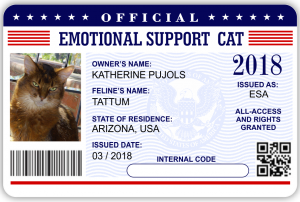 OFFICIAL
EMOTIONAL SUPPORT CAT
OWNER'S NAME:
KATHERINE PUJOLS
FELINE'S NAME:
TATTUM
STATE OF RESIDENCE:
ARIZONA, USA
ISSUED DATE:
03 / 2018
INTERNAL CODE
2018
ISSUED AS:
ESA
ALL-ACCESS
AND RIGHTS
GRANTED